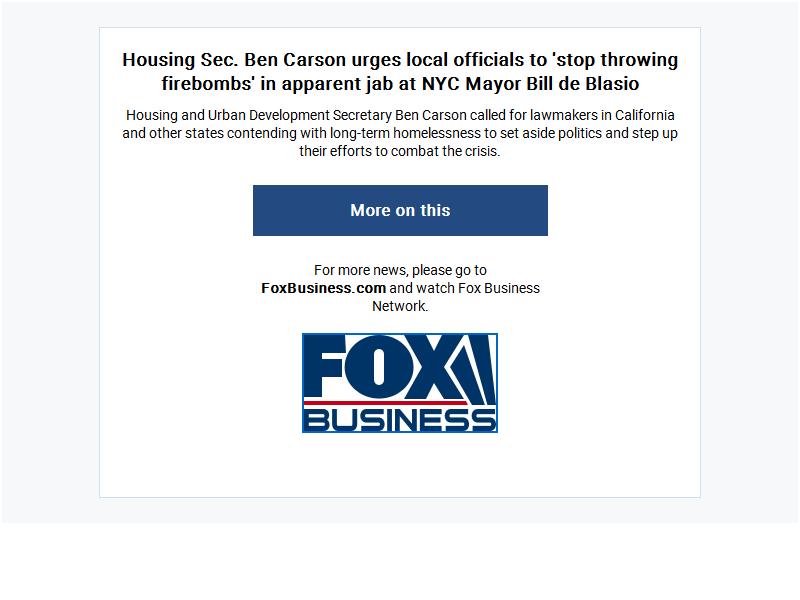 Housing Sec. Ben Carson urges local officials to 'stop throwing
firebombs' in apparent jab at NYC Mayor Bill de Blasio
Housing and Urban Development Secretary Ben Carson called for lawmakers in California
and other states contending with long-term homelessness to set aside politics and step up
their efforts to combat the crisis.
More on this
For more news, please go to
FoxBusiness.com and watch Fox Business
Network.
FOX
BUSINESS